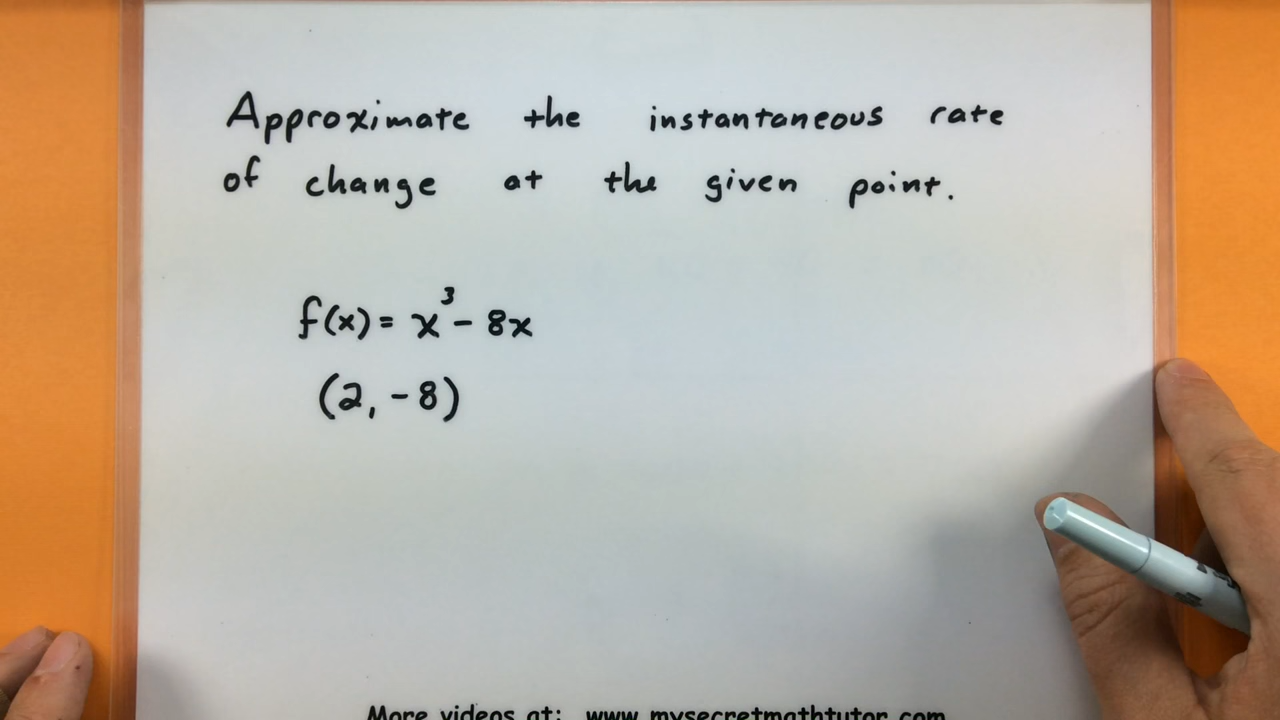 Approximate the instantaneous rate
of change at the given point.
f(x) = x³ - 8x
(2, -8)
More videos at: www.mysecretmathtutor.com